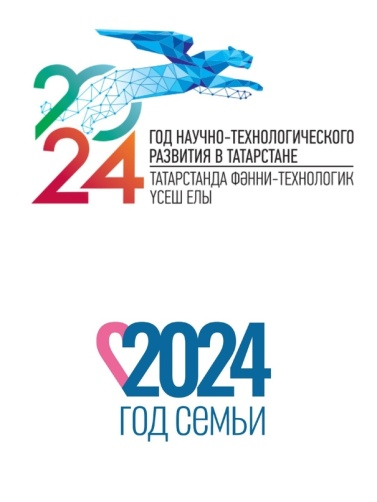 2024
ГОД НАУЧНО-ТЕХНОЛОГИЧЕСКОГО
РАЗВИТИЯ В ТАТАРСТАНЕ
ТАТАРСТАНДА ФӘННИ-ТЕХНОЛОГИК
ҮСЕШ ЕЛЫ
2024
ГОД СЕМЬИ